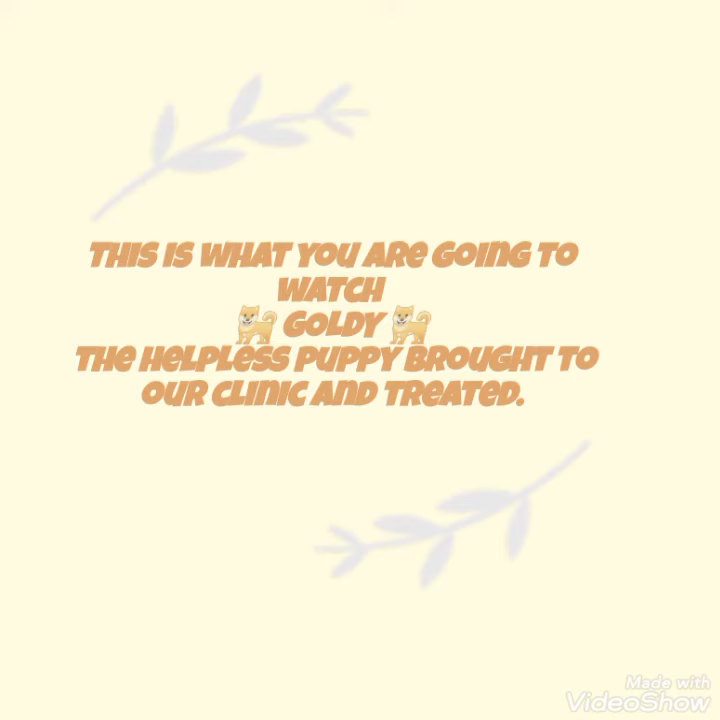 THIS IS WHAT YOU ARE GOING TO
WATCH
🐕 GOLDY 🐕
THE HELPLESS PUPPY BROUGHT TO
OUR CLINIC AND TREATED.
Made with
VideoShow